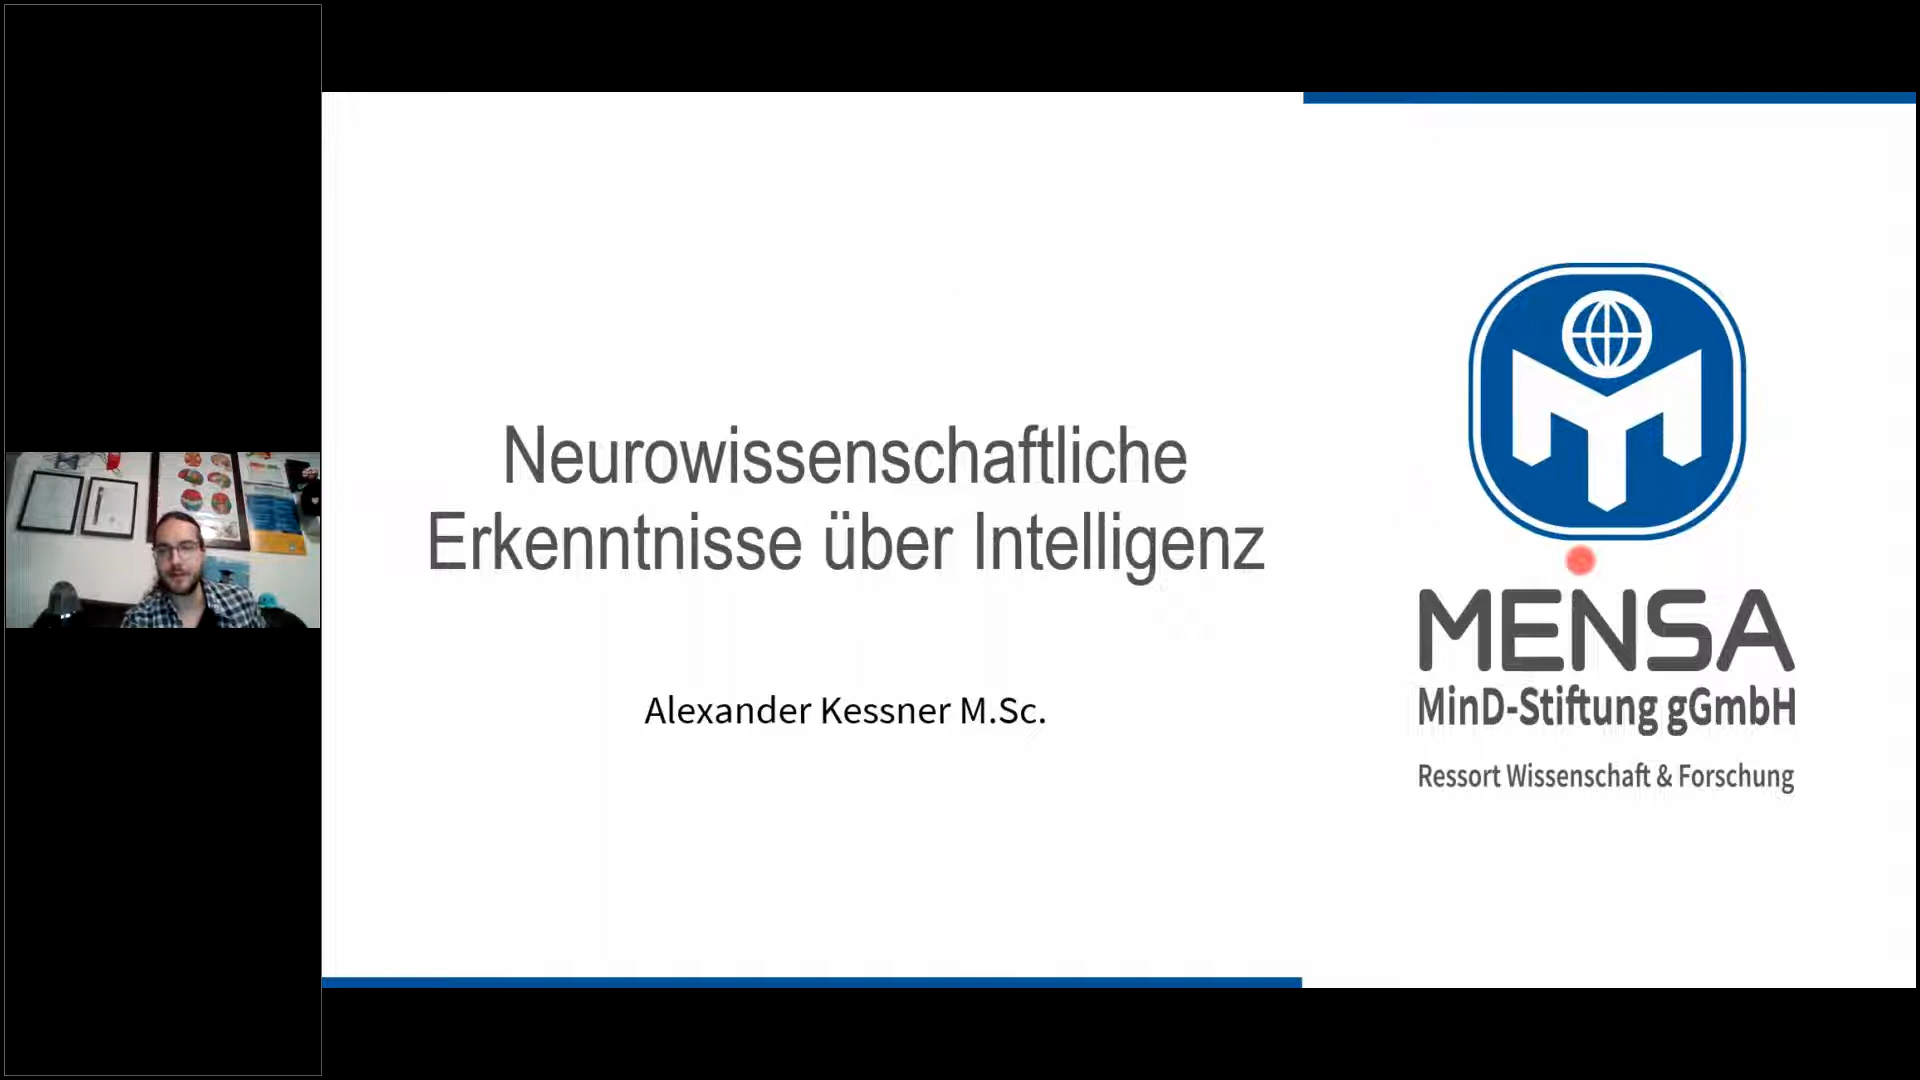 Neurowissenschaftliche
Erkenntnisse über Intelligenz
Alexander Kessner M.Sc.
MENSA
MinD-Stiftung gGmbH
Ressort Wissenschaft & Forschung